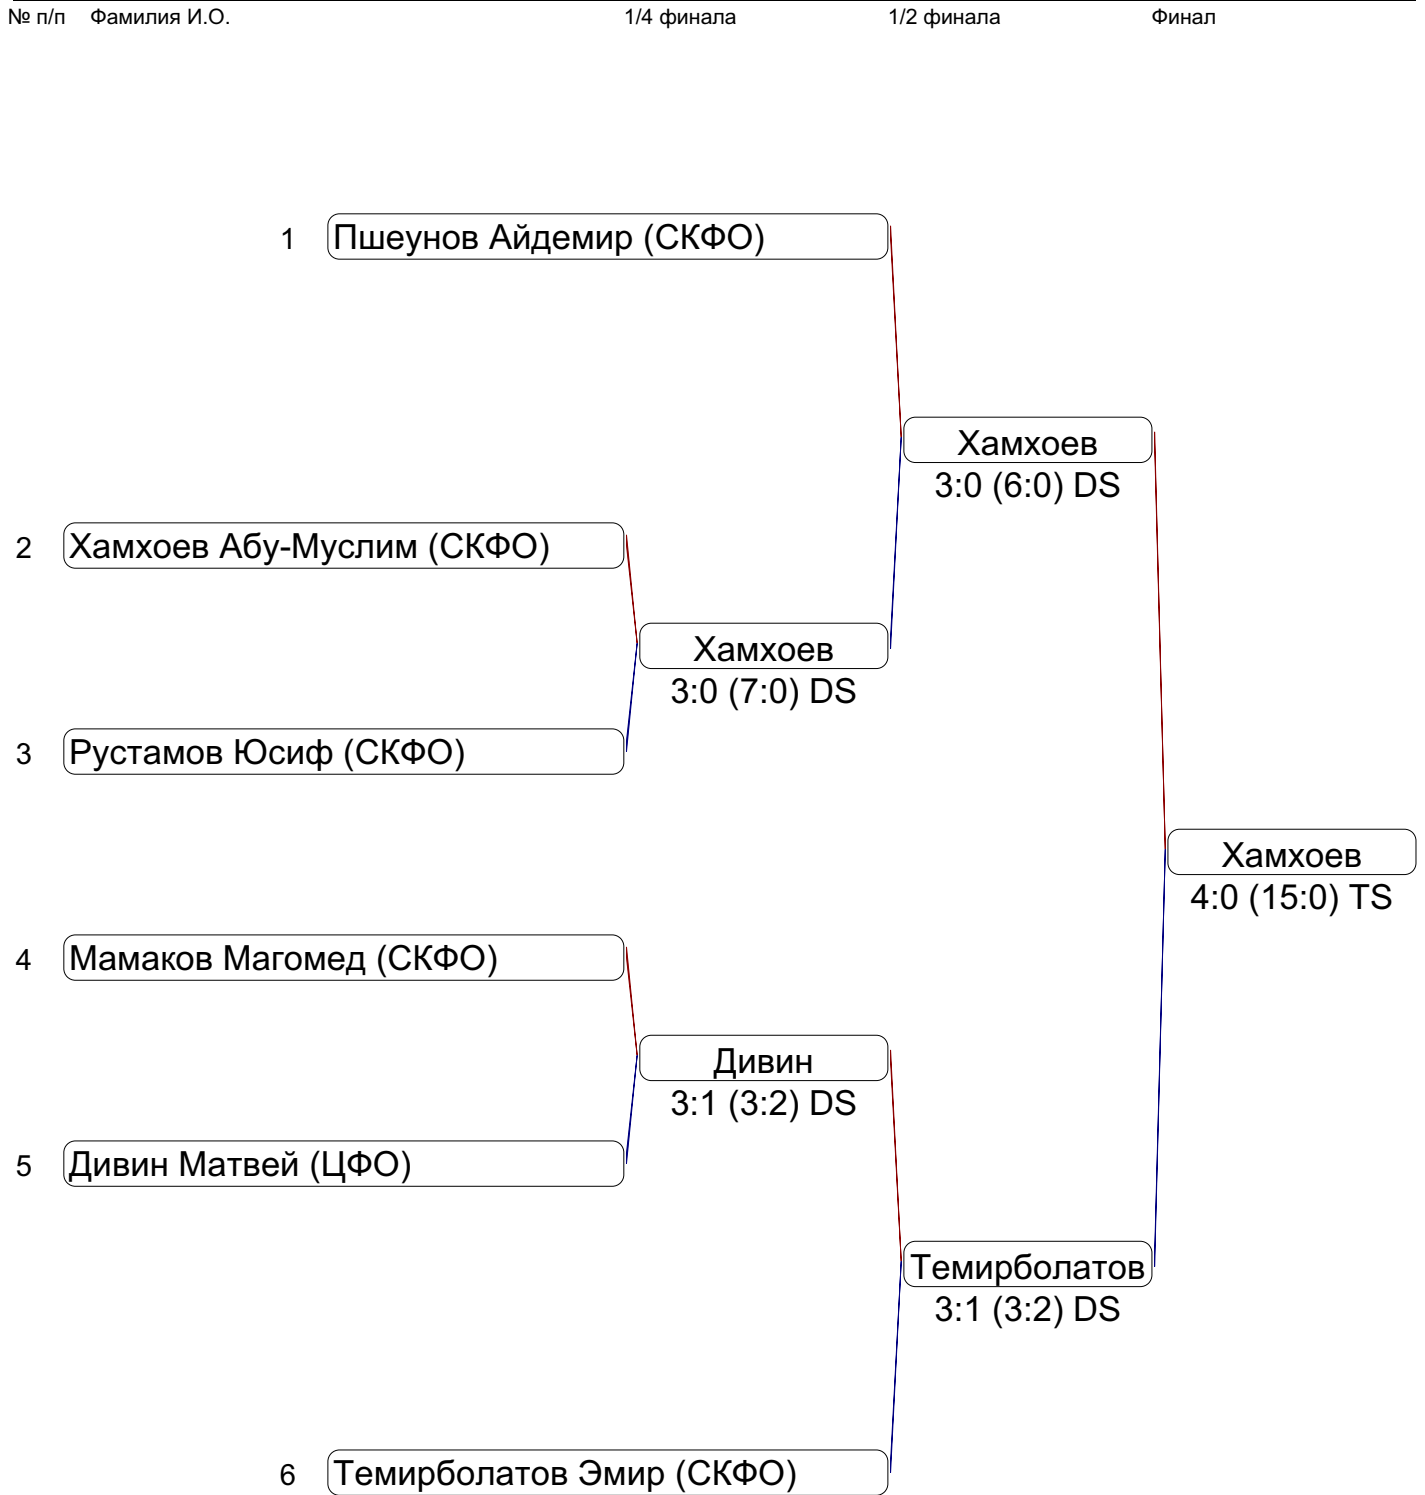 № п/п Фамилия И.О. 1/4 финала 1/2 финала Финал
1 Пшеунов Айдемир (СКФО)
Хамхоев
3:0 (6:0) DS
2 Хамхоев Абу-Муслим (СКФО)
Хамхоев
3:0 (7:0) DS
3 Рустамов Юсиф (СКФО)
Хамхоев
4:0 (15:0) TS
4 Мамаков Магомед (СКФО)
Дивин
3:1 (3:2) DS
5 Дивин Матвей (ЦФО)
Темирболатов
3:1 (3:2) DS
6 Темирболатов Эмир (СКФО)